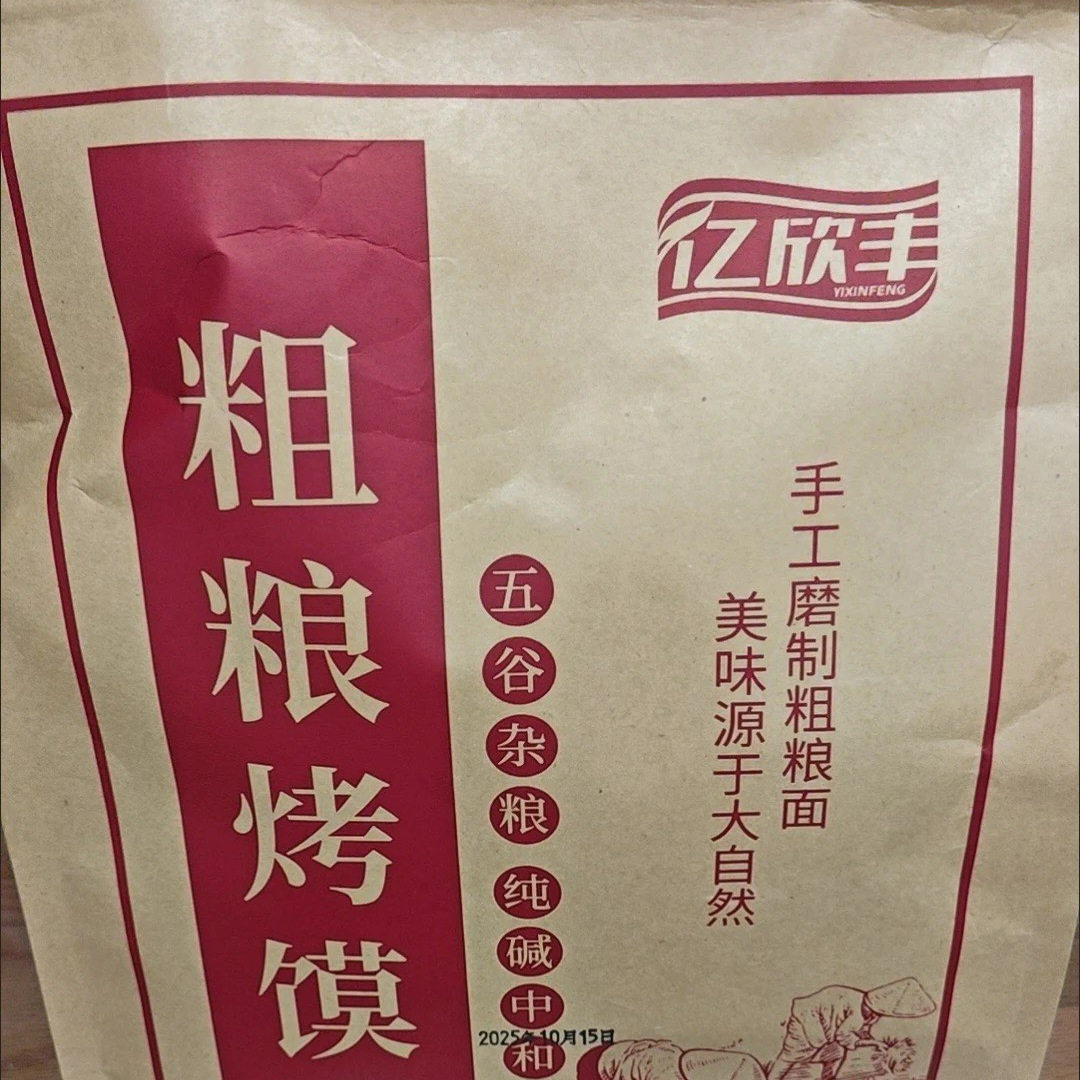 亿欣丰
YIXINFENG
粗粮烤馍
手工磨制粗粮面
美味源于大自然
五谷杂粮 纯碱中和
2025年10月15日